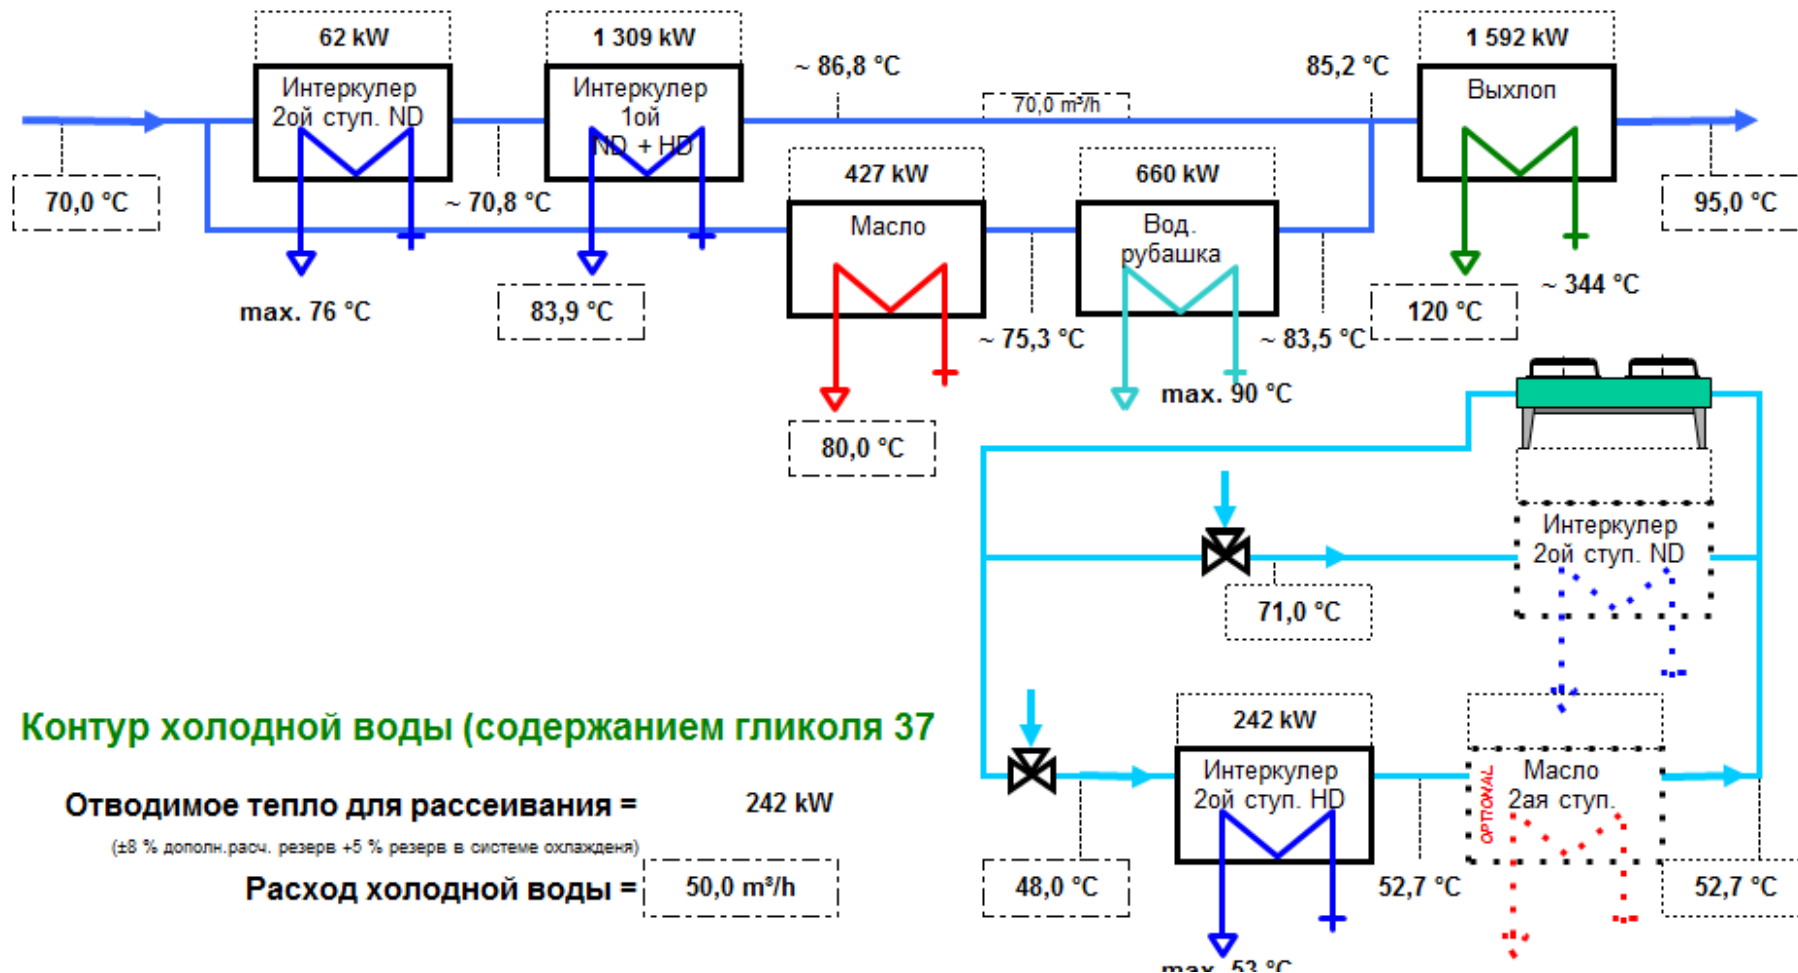 62 kW
1 309 kW
1 592 kW
~ 86,8 °C
85,2 °C
Интеркулер
2ой ступ. ND
Интеркулер
1ой
ND + HD
Выхлоп
70,0 m³/h
427 kW
660 kW
70,0 °C
~ 70,8 °C
95,0 °C
Масло
Вод.
рубашка
max. 76 °C
83,9 °C
~ 75,3 °C
~ 83,5 °C
120 °C
~ 344 °C
max. 90 °C
80,0 °C
Интеркулер
2ой ступ. ND
71,0 °C
Контур холодной воды (содержанием гликоля 37
242 kW
Интеркулер
2ой ступ. HD
OPTIONAL
Масло
2ая ступ.
Отводимое тепло для рассеивания = 242 kW
(±8 % дополн.расч. резерв +5 % резерв в системе охлажденя)
Расход холодной воды = 50,0 m³/h
48,0 °C
52,7 °C
52,7 °C
max. 53 °C